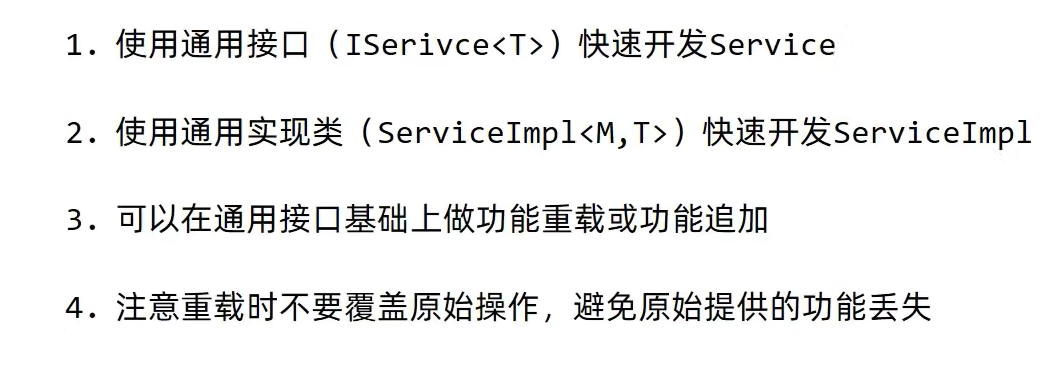 1. 使用通用接口（ISerivce<T>）快速开发Service
2. 使用通用实现类（ServiceImpl<M,T>）快速开发ServiceImpl
3. 可以在通用接口基础上做功能重载或功能追加
4. 注意重载时不要覆盖原始操作，避免原始提供的功能丢失